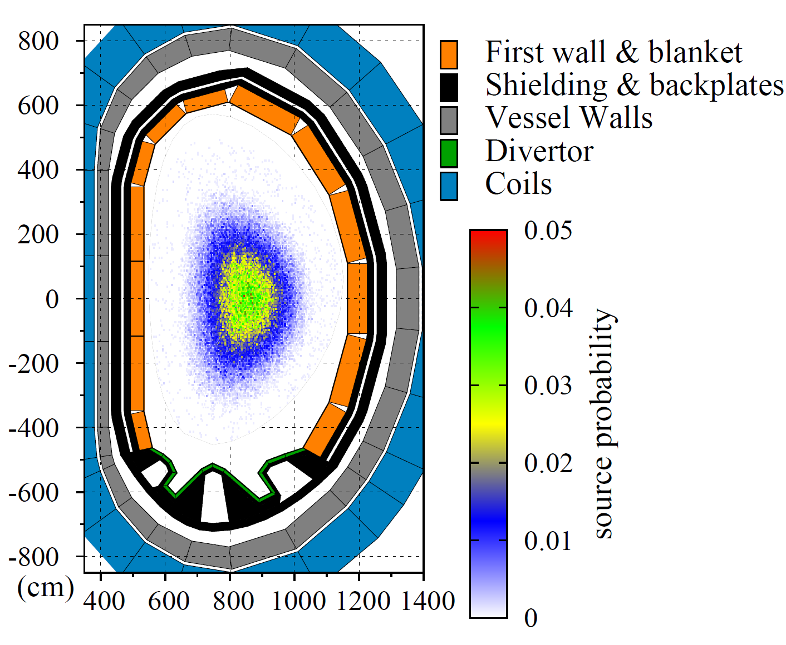 800
600
400
200
0
-200
-400
-600
-800
(cm)
400 600 800 1000 1200 1400
First wall & blanket
Shielding & backplates
Vessel Walls
Divertor
Coils
0.05
0.04
0.03
0.02
0.01
0
source probability